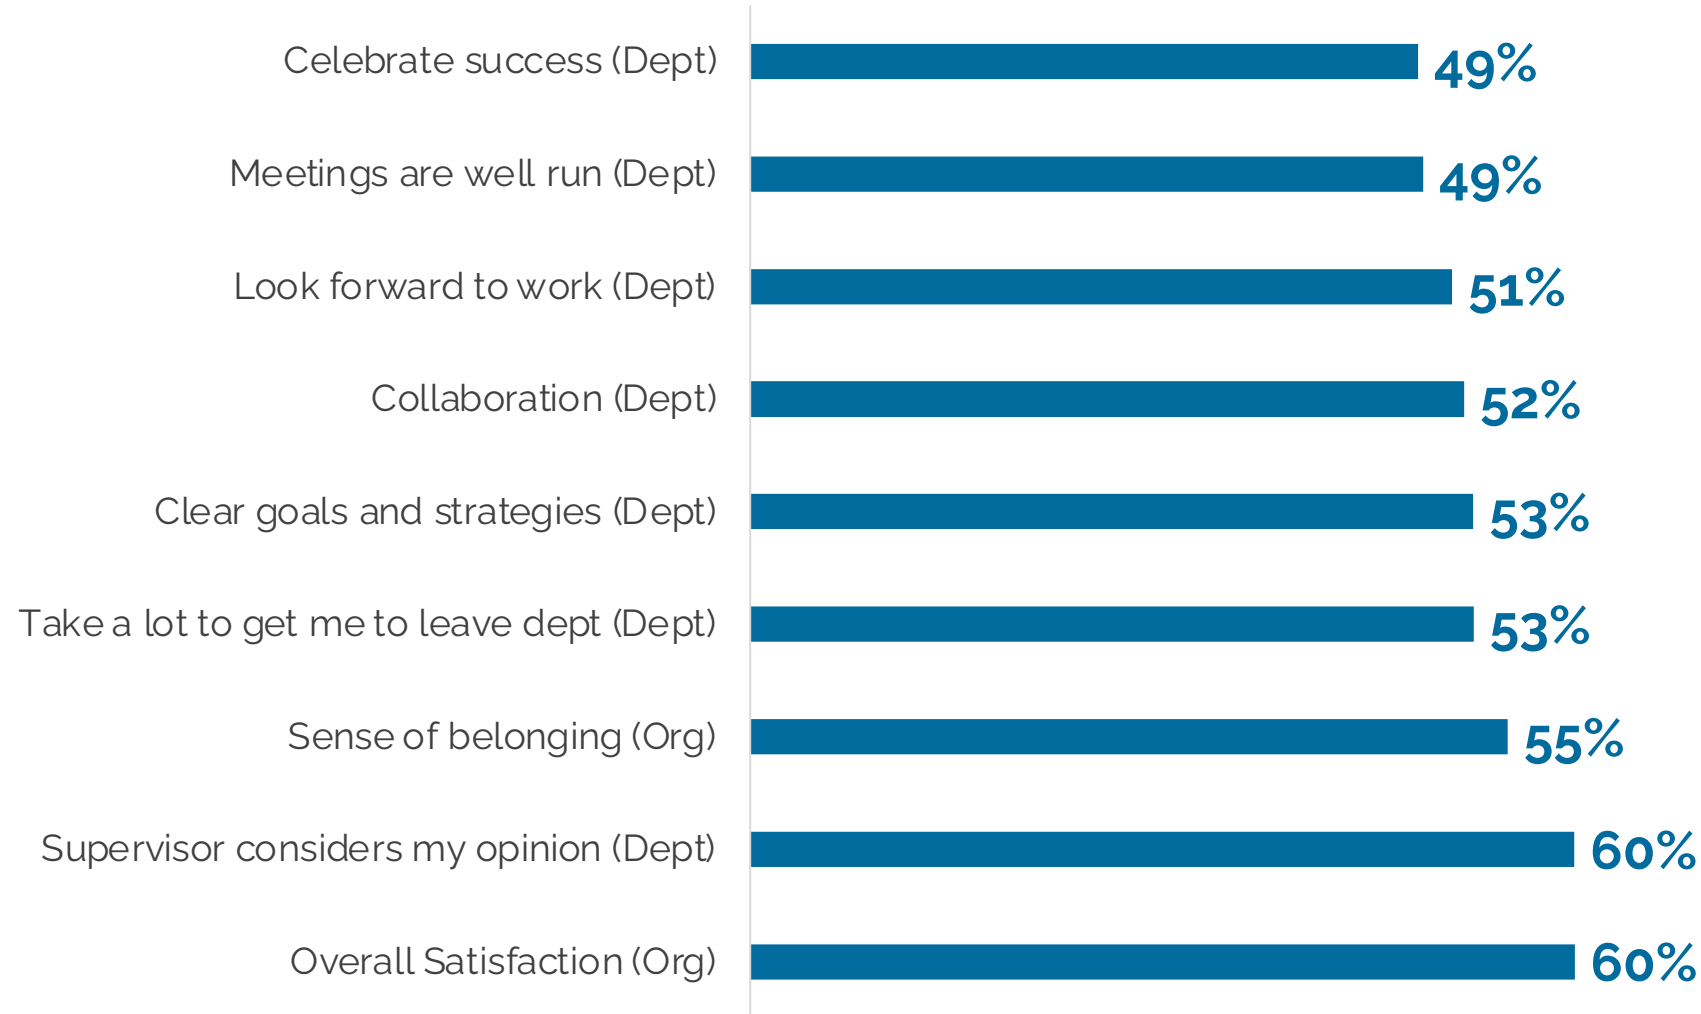 Celebrate success (Dept) 49%
Meetings are well run (Dept) 49%
Look forward to work (Dept) 51%
Collaboration (Dept) 52%
Clear goals and strategies (Dept) 53%
Take a lot to get me to leave dept (Dept) 53%
Sense of belonging (Org) 55%
Supervisor considers my opinion (Dept) 60%
Overall Satisfaction (Org) 60%